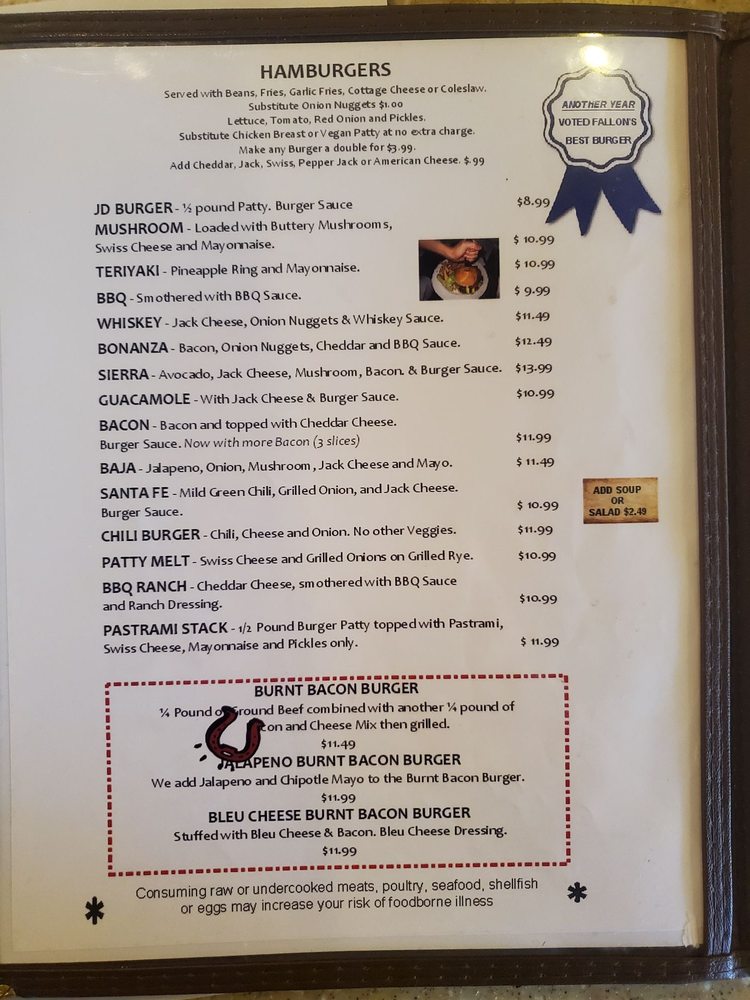 HAMBURGERS
Served with Beans, Fries, Garlic Fries, Cottage Cheese or Coleslaw.
Substitute Onion Nuggets $1.00
Lettuce, Tomato, Red Onion and Pickles.
Substitute Chicken Breast or Vegan Patty at no extra charge.
Make any Burger a double for $3.99.
Add Cheddar, Jack, Swiss, Pepper Jack or American Cheese. $.99
ANOTHER YEAR
VOTED FALLON'S
BEST BURGER
JD BURGER - ½ pound Patty. Burger Sauce $8.99
MUSHROOM - Loaded with Buttery Mushrooms,
Swiss Cheese and Mayonnaise. $ 10.99
TERIYAKI - Pineapple Ring and Mayonnaise. $ 10.99
BBQ - Smothered with BBQ Sauce. $ 9.99
WHISKEY - Jack Cheese, Onion Nuggets & Whiskey Sauce. $11.49
BONANZA - Bacon, Onion Nuggets, Cheddar and BBQ Sauce. $12.49
SIERRA - Avocado, Jack Cheese, Mushroom, Bacon. & Burger Sauce. $13.99
GUACAMOLE - With Jack Cheese & Burger Sauce. $10.99
BACON - Bacon and topped with Cheddar Cheese.
Burger Sauce. Now with more Bacon (3 slices) $11.99
BAJA - Jalapeno, Onion, Mushroom, Jack Cheese and Mayo. $ 11.49
SANTA FE - Mild Green Chili, Grilled Onion, and Jack Cheese.
Burger Sauce. $ 10.99
ADD SOUP
OR
SALAD $2.49
CHILI BURGER - Chili, Cheese and Onion. No other Veggies. $11.99
PATTY MELT - Swiss Cheese and Grilled Onions on Grilled Rye. $10.99
BBQ RANCH - Cheddar Cheese, smothered with BBQ Sauce
and Ranch Dressing. $10.99
PASTRAMI STACK - 1/2 Pound Burger Patty topped with Pastrami,
Swiss Cheese, Mayonnaise and Pickles only. $ 11.99
BURNT BACON BURGER
¼ Pound of Ground Beef combined with another ¼ pound of
con and Cheese Mix then grilled.
$11.49
JALAPENO BURNT BACON BURGER
We add Jalapeno and Chipotle Mayo to the Burnt Bacon Burger.
$11.99
BLEU CHEESE BURNT BACON BURGER
Stuffed with Bleu Cheese & Bacon. Bleu Cheese Dressing.
$11.99
* Consuming raw or undercooked meats, poultry, seafood, shellfish *
or eggs may increase your risk of foodborne illness